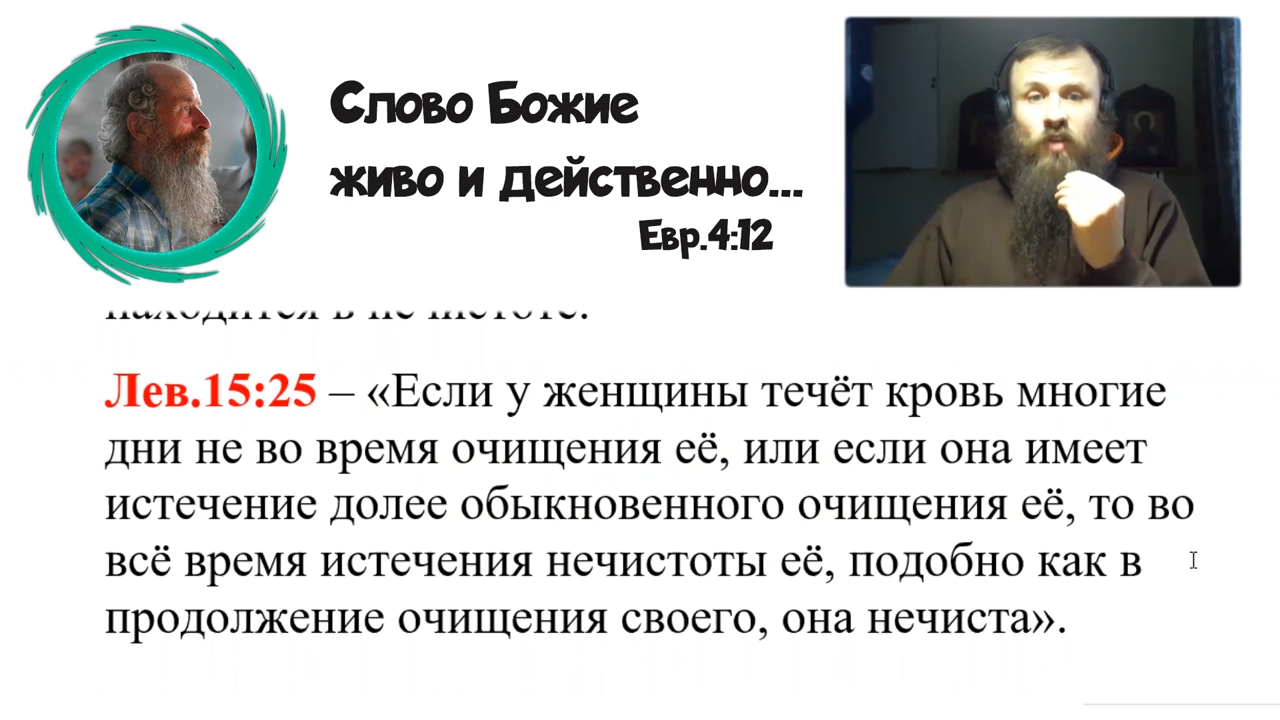 Слово Божие
живо и действенно...
Евр.4:12
находится в нечистоте.
Лев.15:25 – «Если у женщины течёт кровь многие
дни не во время очищения её, или если она имеет
истечение долее обыкновенного очищения её, то во
всё время истечения нечистоты её, подобно как в
продолжение очищения своего, она нечиста».